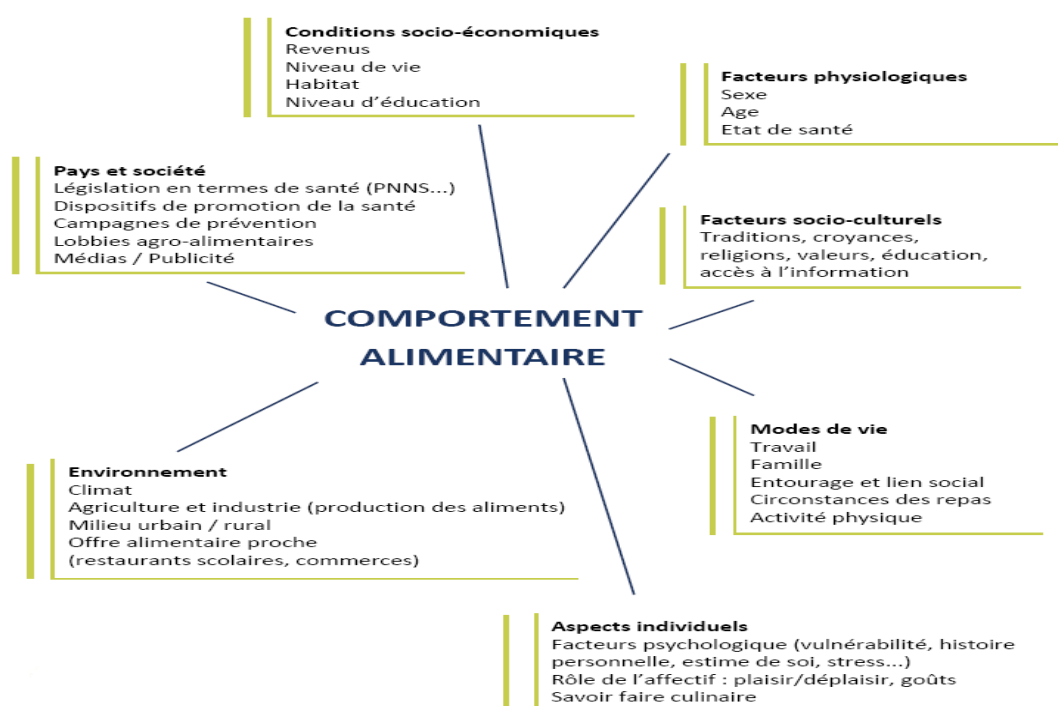 Conditions socio-économiques
Revenus
Niveau de vie
Habitat
Niveau d'éducation
Facteurs physiologiques
Sexe
Age
Etat de santé
Pays et société
Législation en termes de santé (PNNS...)
Dispositifs de promotion de la santé
Campagnes de prévention
Lobbies agro-alimentaires
Médias / Publicité
Facteurs socio-culturels
Traditions, croyances,
religions, valeurs, éducation,
accès à l'information
COMPORTEMENT
ALIMENTAIRE
Modes de vie
Travail
Famille
Entourage et lien social
Circonstances des repas
Activité physique
Environnement
Climat
Agriculture et industrie (production des aliments)
Milieu urbain / rural
Offre alimentaire proche
(restaurants scolaires, commerces)
Aspects individuels
Facteurs psychologique (vulnérabilité, histoire
personnelle, estime de soi, stress...)
Rôle de l'affectif : plaisir/déplaisir, goûts
Savoir faire culinaire